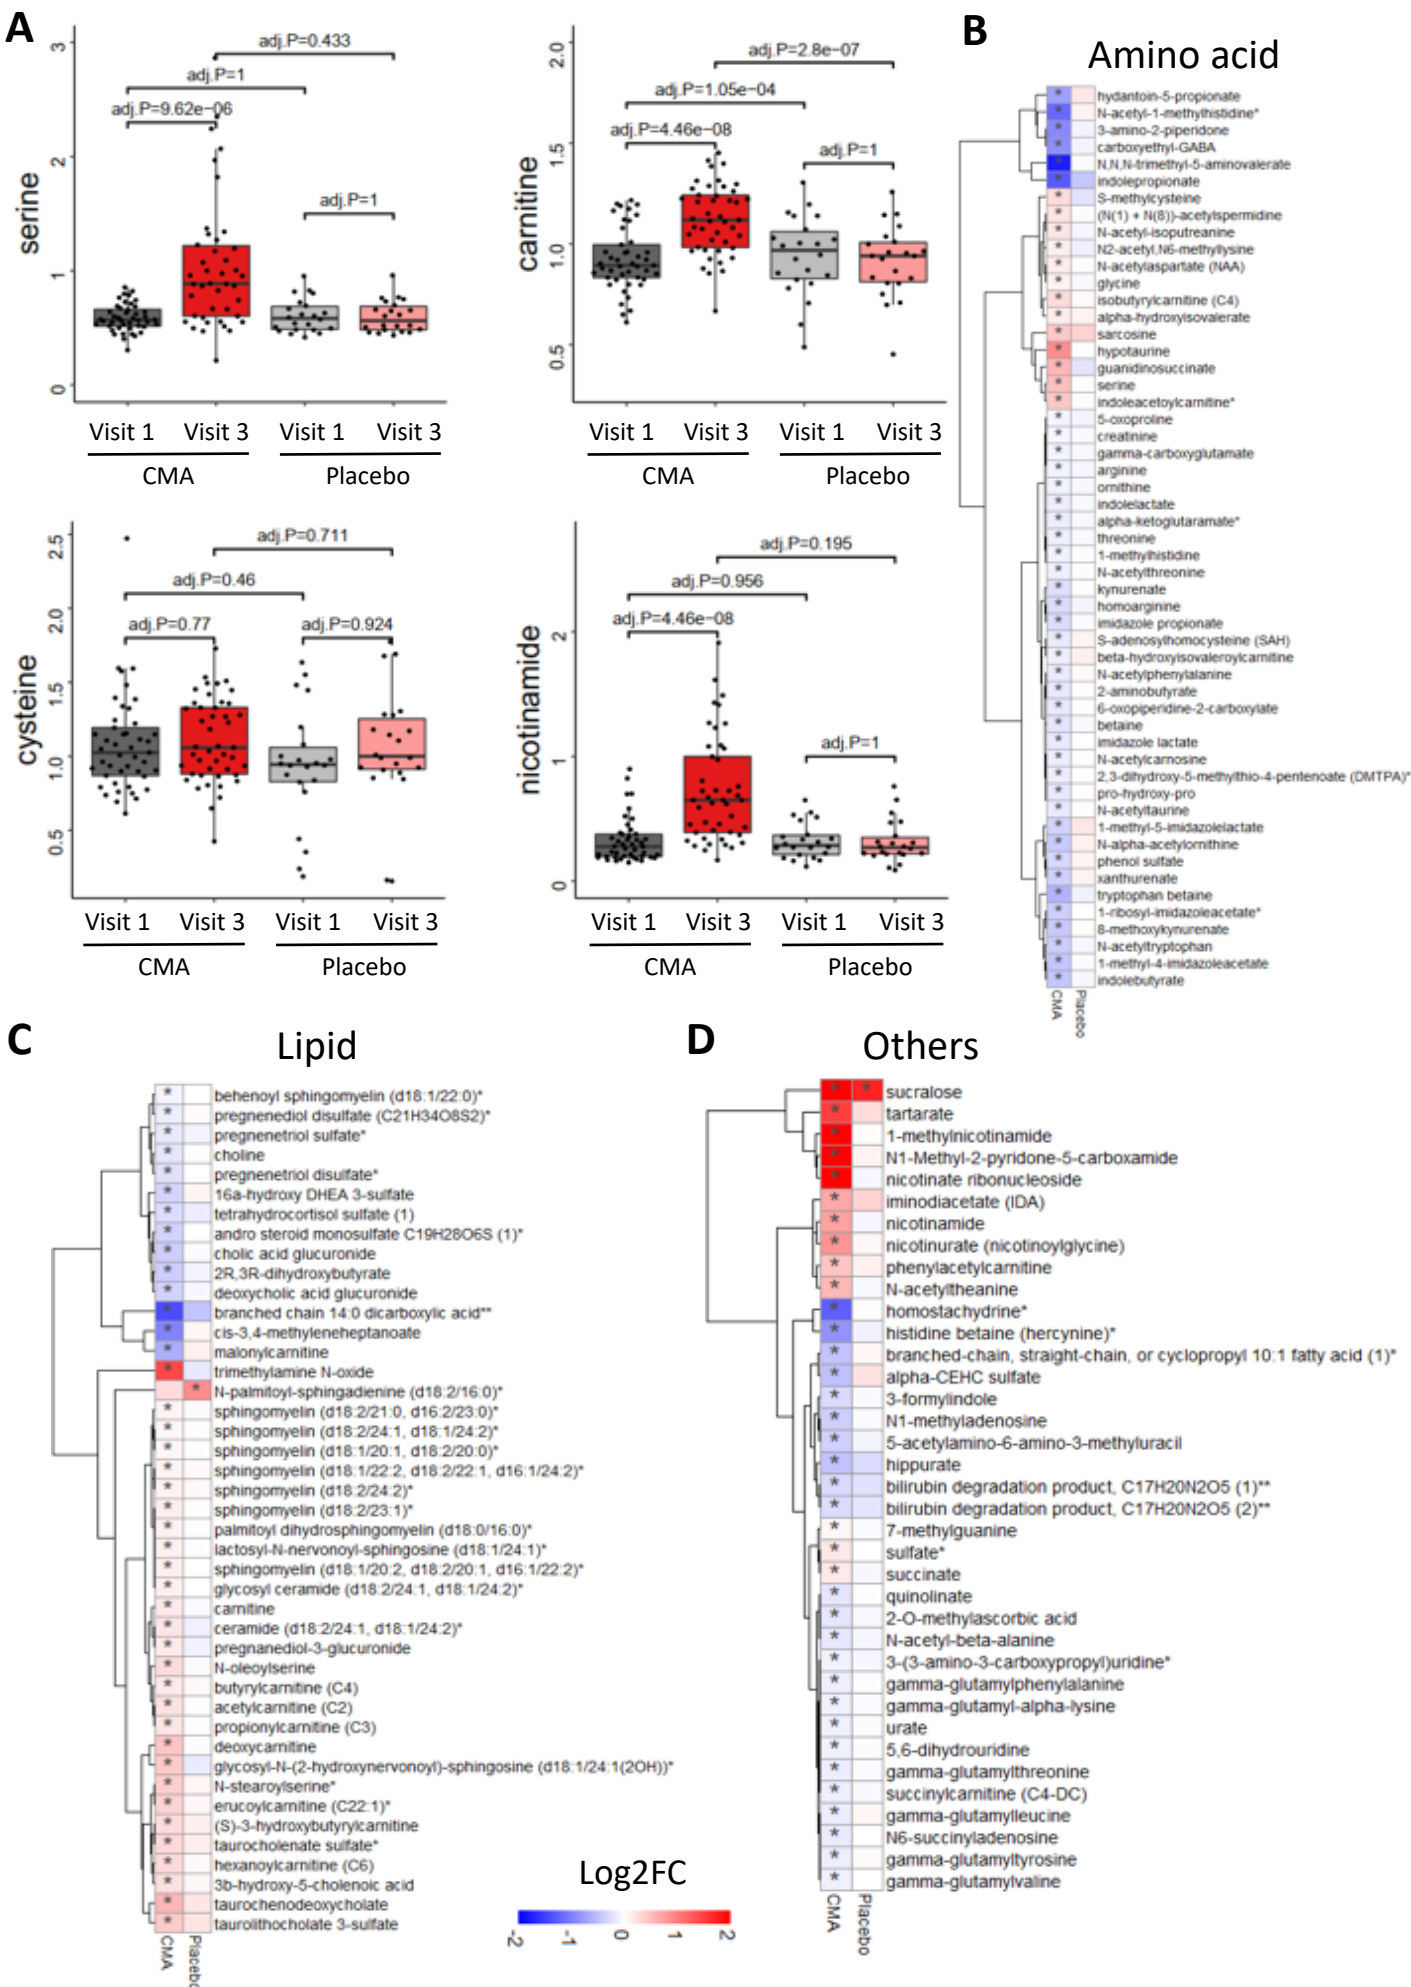 A
serine
3
2
1
0
adj.P=0.433
adj.P=1
adj.P=9.62e-06
adj.P=1
Visit 1 Visit 3 Visit 1 Visit 3
CMA Placebo
carnitine
2.0
1.5
1.0
0.5
adj.P=2.8e-07
adj.P=1.05e-04
adj.P=4.46e-08
adj.P=1
Visit 1 Visit 3 Visit 1 Visit 3
CMA Placebo
cysteine
2.5
2.0
1.5
1.0
0.5
adj.P=0.711
adj.P=0.46
adj.P=0.77
adj.P=0.924
Visit 1 Visit 3 Visit 1 Visit 3
CMA Placebo
nicotinamide
2
1
0
adj.P=0.195
adj.P=0.956
adj.P=4.46e-08
adj.P=1
Visit 1 Visit 3 Visit 1 Visit 3
CMA Placebo
B
Amino acid
hydantoin-5-propionate
N-acetyl-1-methylhistidine*
3-amino-2-piperidone
carboxyethyl-GABA
N,N,N-trimethyl-5-aminovalerate
indolepropionate
S-methylcysteine
(N(1) + N(8))-acetylspermidine
N-acetyl-isoputreanine
N2-acetyl,N6-methyllysine
N-acetylaspartate (NAA)
glycine
isobutyrylcarnitine (C4)
alpha-hydroxyisovalerate
sarcosine
hypotaurine
guanidinosuccinate
serine
indoleacetoylcarnitine*
5-oxoproline
creatinine
gamma-carboxyglutamate
arginine
ornithine
indolelactate
alpha-ketoglutaramate*
threonine
1-methylhistidine
N-acetylthreonine
kynurenate
homoarginine
imidazole propionate
S-adenosylhomocysteine (SAH)
beta-hydroxyisovaleroylcarnitine
N-acetylphenylalanine
2-aminobutyrate
6-oxopiperidine-2-carboxylate
betaine
imidazole lactate
N-acetylcarnosine
2,3-dihydroxy-5-methylthio-4-pentenoate (DMTPA)*
pro-hydroxy-pro
N-acetyltaurine
1-methyl-5-imidazolelactate
N-alpha-acetylornithine
phenol sulfate
xanthurenate
tryptophan betaine
1-ribosyl-imidazoleacetate*
8-methoxykynurenate
N-acetyltryptophan
1-methyl-4-imidazoleacetate
indolebutyrate
CMA
Placebo
C
Lipid
behenoyl sphingomyelin (d18:1/22:0)*
pregnenediol disulfate (C21H34O8S2)*
pregnenetriol sulfate*
choline
pregnenetriol disulfate*
16a-hydroxy DHEA 3-sulfate
tetrahydrocortisol sulfate (1)
andro steroid monosulfate C19H28O6S (1)*
cholic acid glucuronide
2R,3R-dihydroxybutyrate
deoxycholic acid glucuronide
branched chain 14:0 dicarboxylic acid**
cis-3,4-methyleneheptanoate
malonylcarnitine
trimethylamine N-oxide
N-palmitoyl-sphingadienine (d18:2/16:0)*
sphingomyelin (d18:2/21:0, d16:2/23:0)*
sphingomyelin (d18:2/24:1, d18:1/24:2)*
sphingomyelin (d18:1/20:1, d18:2/20:0)*
sphingomyelin (d18:1/22:2, d18:2/22:1, d16:1/24:2)*
sphingomyelin (d18:2/24:2)*
sphingomyelin (d18:2/23:1)*
palmitoyl dihydrosphingomyelin (d18:0/16:0)*
lactosyl-N-nervonoyl-sphingosine (d18:1/24:1)*
sphingomyelin (d18:1/20:2, d18:2/20:1, d16:1/22:2)*
glycosyl ceramide (d18:2/24:1, d18:1/24:2)*
carnitine
ceramide (d18:2/24:1, d18:1/24:2)*
pregnanediol-3-glucuronide
N-oleoylserine
butyrylcarnitine (C4)
acetylcarnitine (C2)
propionylcarnitine (C3)
deoxycarnitine
glycosyl-N-(2-hydroxynervonoyl)-sphingosine (d18:1/24:1(2OH))*
N-stearoylserine*
erucoylcarnitine (C22:1)*
(S)-3-hydroxybutyrylcarnitine
taurocholenate sulfate*
hexanoylcarnitine (C6)
3b-hydroxy-5-cholenoic acid
taurochenodeoxycholate
taurolithocholate 3-sulfate
CMA
Placebo
Log2FC
-2
-1
0
1
2
D
Others
sucralose
tartarate
1-methylnicotinamide
N1-Methyl-2-pyridone-5-carboxamide
nicotinate ribonucleoside
iminodiacetate (IDA)
nicotinamide
nicotinurate (nicotinoylglycine)
phenylacetylcarnitine
N-acetyltheanine
homostachydrine*
histidine betaine (hercynine)*
branched-chain, straight-chain, or cyclopropyl 10:1 fatty acid (1)*
alpha-CEHC sulfate
3-formylindole
N1-methyladenosine
5-acetylamino-6-amino-3-methyluracil
hippurate
bilirubin degradation product, C17H20N2O5 (1)**
bilirubin degradation product, C17H20N2O5 (2)**
7-methylguanine
sulfate*
succinate
quinolinate
2-O-methylascorbic acid
N-acetyl-beta-alanine
3-(3-amino-3-carboxypropyl)uridine*
gamma-glutamylphenylalanine
gamma-glutamyl-alpha-lysine
urate
5,6-dihydrouridine
gamma-glutamylthreonine
succinylcarnitine (C4-DC)
gamma-glutamylleucine
N6-succinyladenosine
gamma-glutamyltyrosine
gamma-glutamylvaline
CMA
Placebo